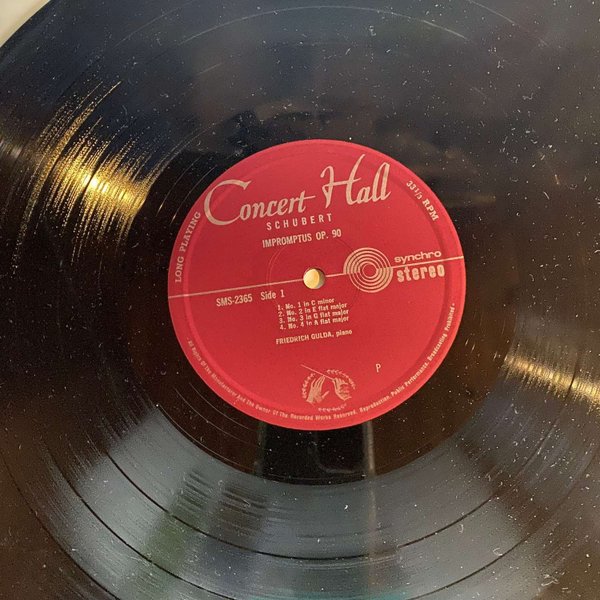 LONG PLAYING
Concert Hall
33 1/3 RPM
SCHUBERT
IMPROMPTUS OP. 90
synchro
stereo
SMS-2365 Side 1
1. No. 1 in C minor
2. No. 2 in E flat major
3. No. 3 in G flat major
4. No. 4 in A flat major
FRIEDRICH GULDA, piano
P
- All Rights Of The Manufacturer And The Owner Of The Recorded Works Reserved. Reproduction, Public Performance, Broadcasting Prohibited -